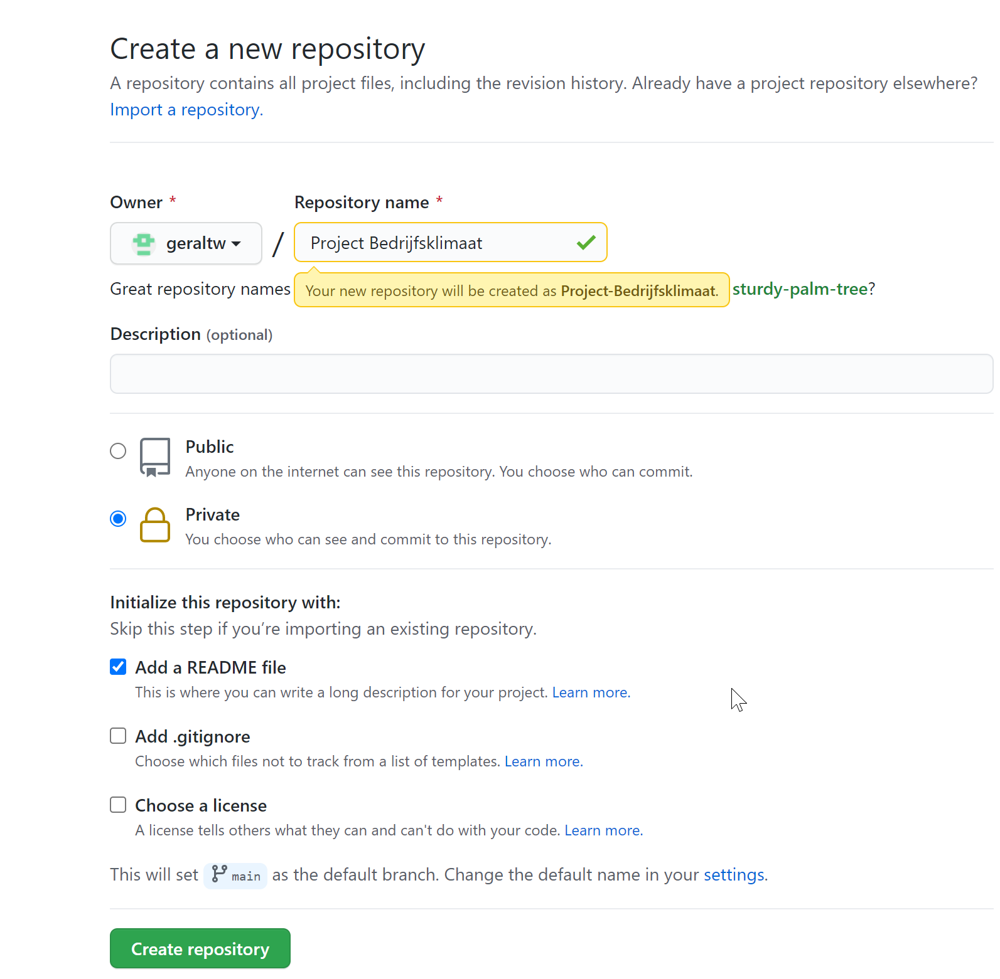 Create a new repository
A repository contains all project files, including the revision history. Already have a project repository elsewhere?
Import a repository.
Owner * Repository name *
geraltw / Project Bedrijfsklimaat
Great repository names Your new repository will be created as Project-Bedrijfsklimaat. sturdy-palm-tree?
Description (optional)
Public
Anyone on the internet can see this repository. You choose who can commit.
Private
You choose who can see and commit to this repository.
Initialize this repository with:
Skip this step if you’re importing an existing repository.
Add a README file
This is where you can write a long description for your project. Learn more.
Add .gitignore
Choose which files not to track from a list of templates. Learn more.
Choose a license
A license tells others what they can and can't do with your code. Learn more.
This will set main as the default branch. Change the default name in your settings.
Create repository